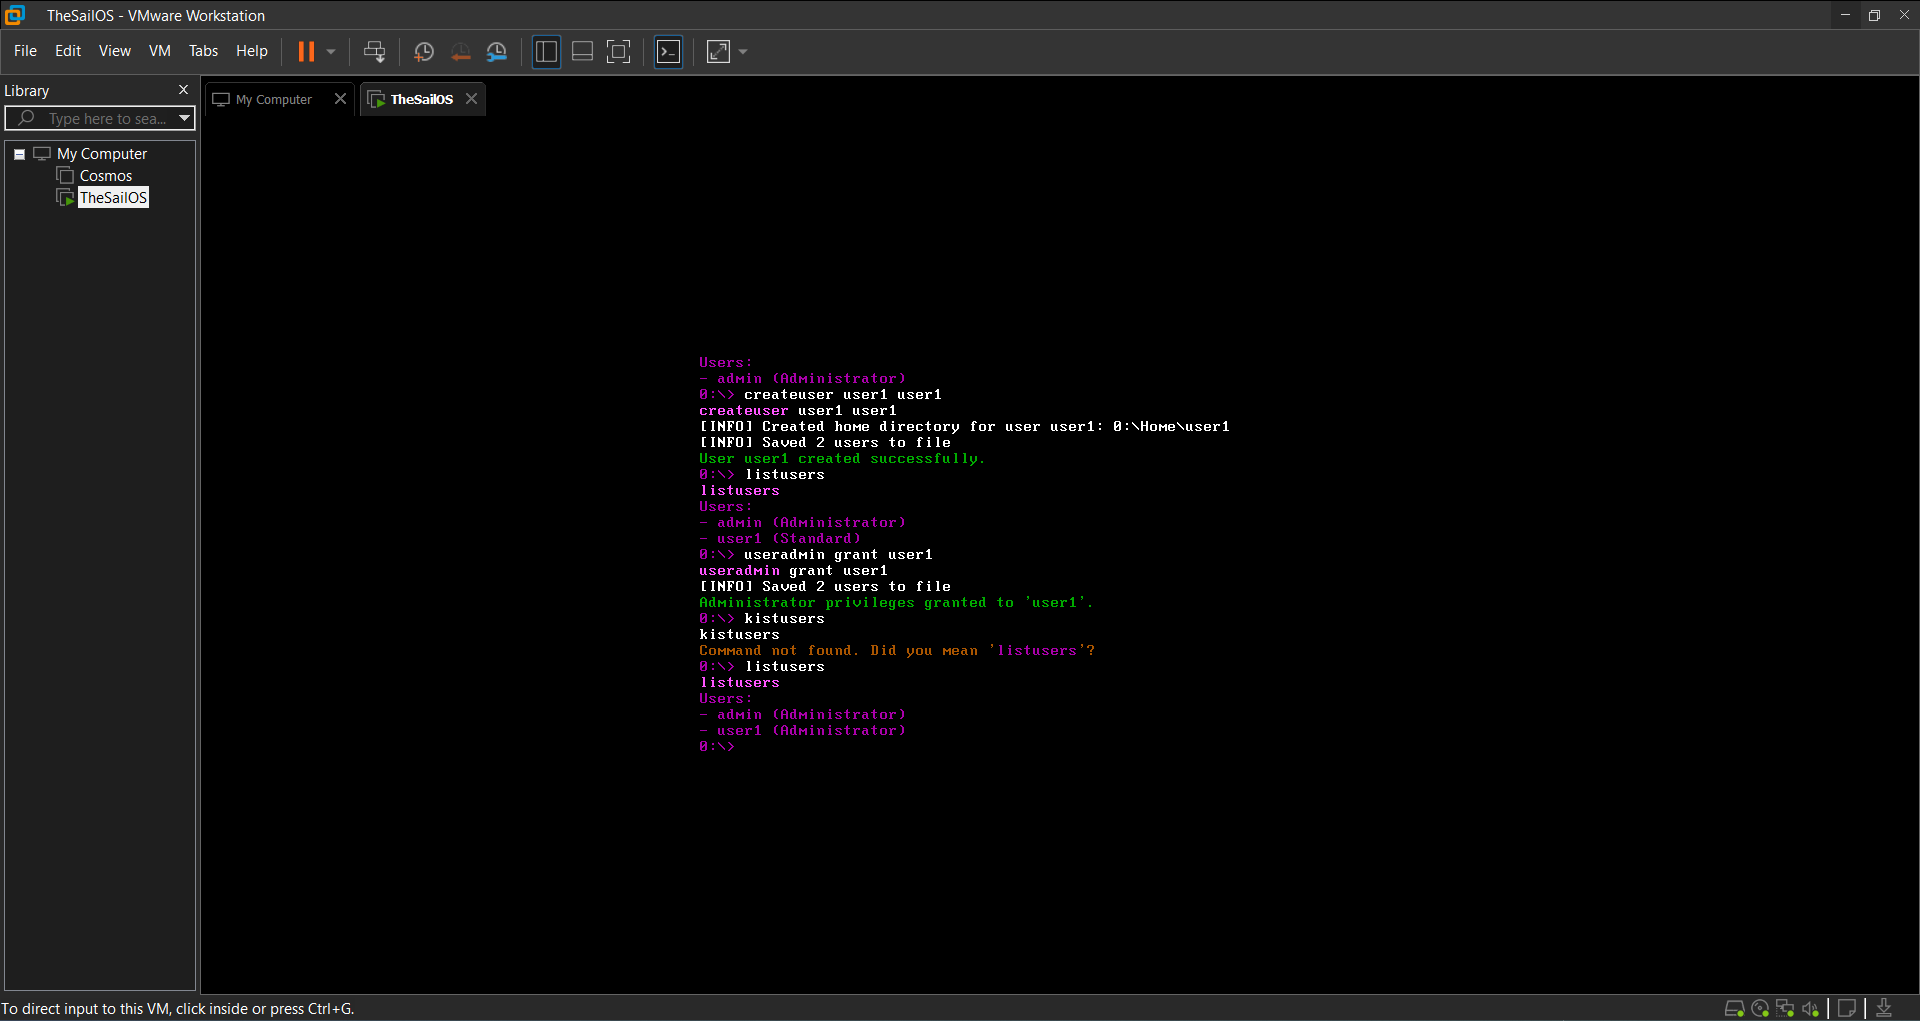 TheSailOS - VMware Workstation
File Edit View VM Tabs Help
Library
Type here to sea...
My Computer
Cosmos
TheSailOS
My Computer
TheSailOS
Users:
- admin (Administrator)
0:\> createuser user1 user1
createuser user1 user1
[INFO] Created home directory for user user1: 0:\Home\user1
[INFO] Saved 2 users to file
User user1 created successfully.
0:\> listusers
listusers
Users:
- admin (Administrator)
- user1 (Standard)
0:\> useradmin grant user1
useradmin grant user1
[INFO] Saved 2 users to file
Administrator privileges granted to 'user1'.
0:\> kistusers
kistusers
Command not found. Did you mean 'listusers'?
0:\> listusers
listusers
Users:
- admin (Administrator)
- user1 (Administrator)
0:\>
To direct input to this VM, click inside or press Ctrl+G.